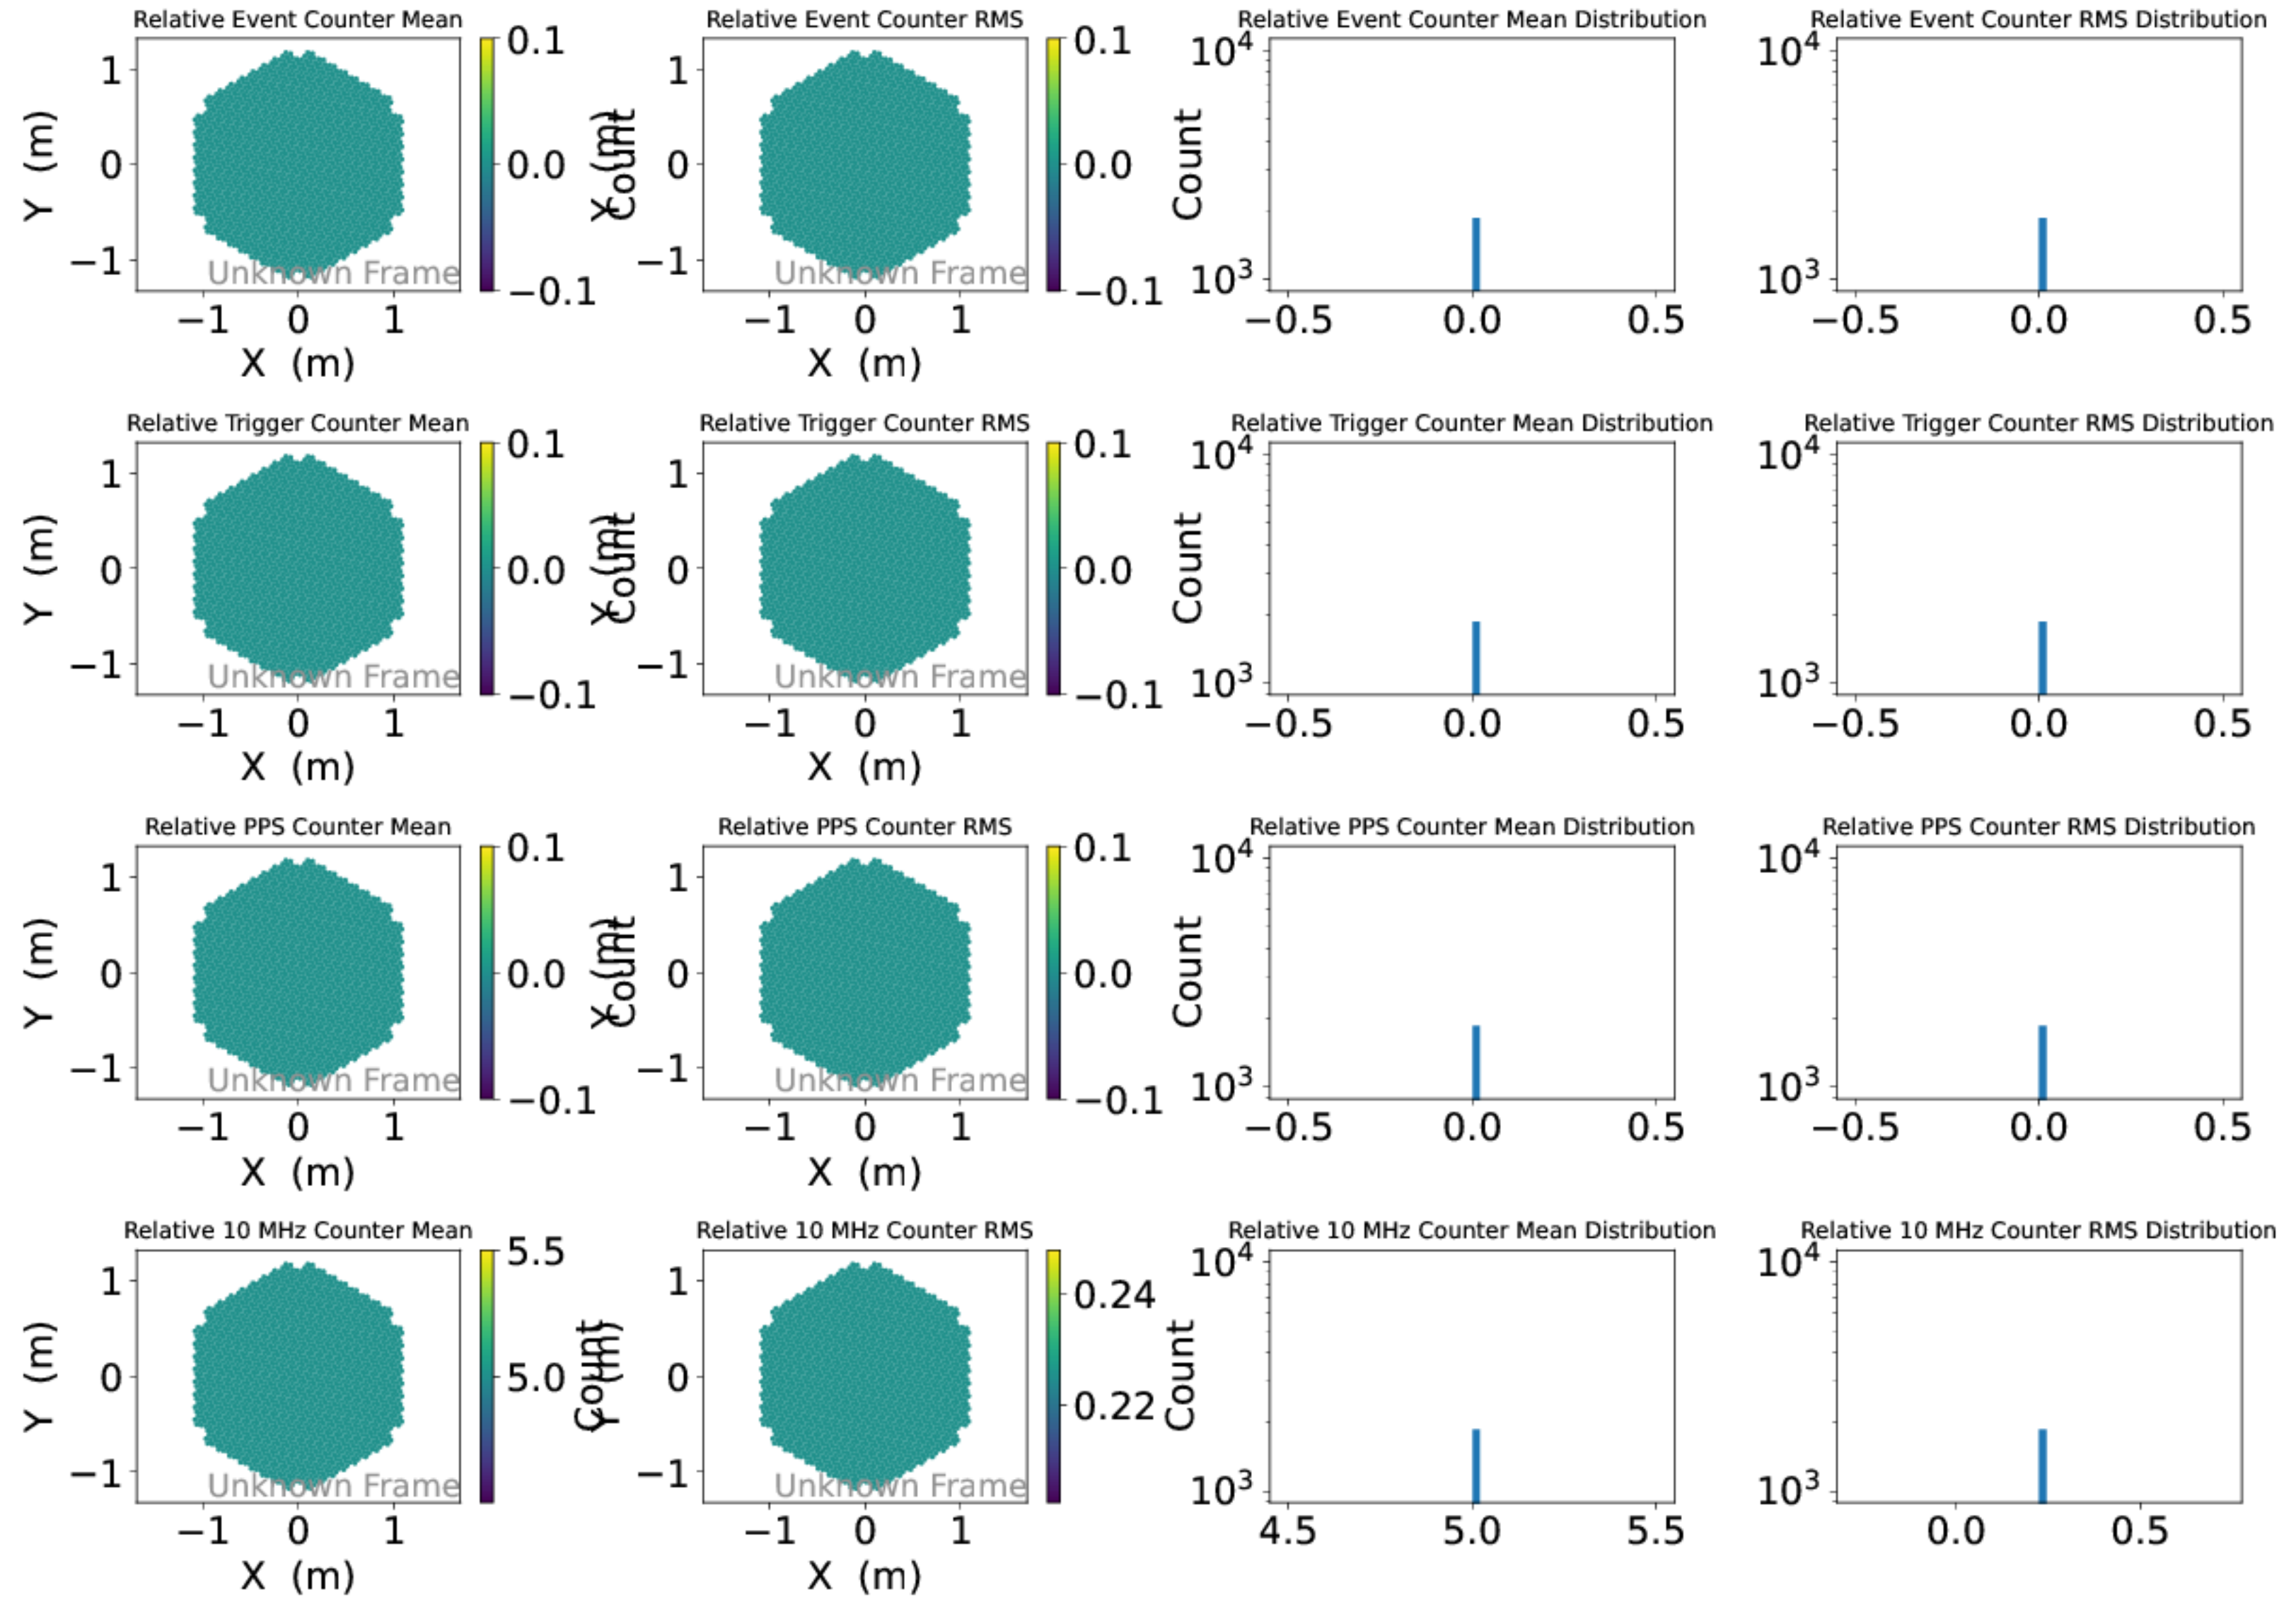 Relative Event Counter Mean
Relative Event Counter RMS
Relative Event Counter Mean Distribution
Relative Event Counter RMS Distribution
Y (m)
1
0
−1
Unknown Frame
−1 0 1
X (m)
0.1
0.0
−0.1
Count
Y (m)
1
0
−1
Unknown Frame
−1 0 1
X (m)
0.1
0.0
−0.1
Count
10⁴
10³
−0.5 0.0 0.5
10⁴
10³
−0.5 0.0 0.5
Relative Trigger Counter Mean
Relative Trigger Counter RMS
Relative Trigger Counter Mean Distribution
Relative Trigger Counter RMS Distribution
Y (m)
1
0
−1
Unknown Frame
−1 0 1
X (m)
0.1
0.0
−0.1
Count
Y (m)
1
0
−1
Unknown Frame
−1 0 1
X (m)
0.1
0.0
−0.1
Count
10⁴
10³
−0.5 0.0 0.5
10⁴
10³
−0.5 0.0 0.5
Relative PPS Counter Mean
Relative PPS Counter RMS
Relative PPS Counter Mean Distribution
Relative PPS Counter RMS Distribution
Y (m)
1
0
−1
Unknown Frame
−1 0 1
X (m)
0.1
0.0
−0.1
Count
Y (m)
1
0
−1
Unknown Frame
−1 0 1
X (m)
0.1
0.0
−0.1
Count
10⁴
10³
−0.5 0.0 0.5
10⁴
10³
−0.5 0.0 0.5
Relative 10 MHz Counter Mean
Relative 10 MHz Counter RMS
Relative 10 MHz Counter Mean Distribution
Relative 10 MHz Counter RMS Distribution
Y (m)
1
0
−1
Unknown Frame
−1 0 1
X (m)
5.5
5.0
Count
Y (m)
1
0
−1
Unknown Frame
−1 0 1
X (m)
0.24
0.22
Count
10⁴
10³
4.5 5.0 5.5
10⁴
10³
0.0 0.5